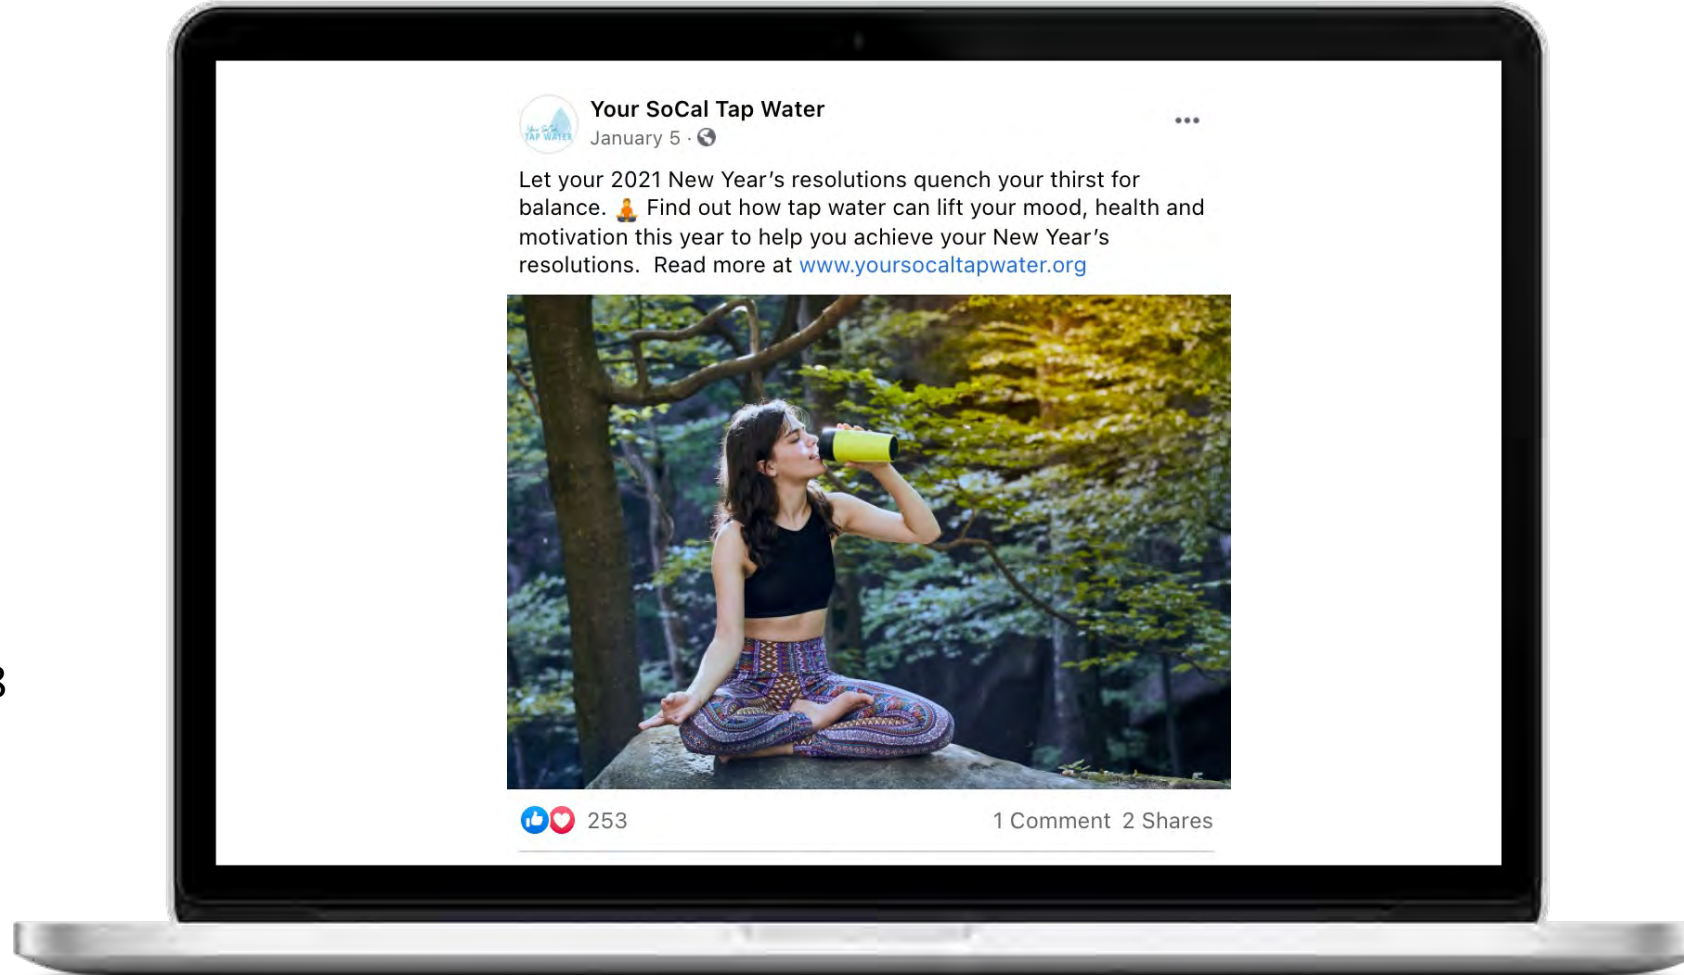 Your SoCal Tap Water
January 5 ·
Let your 2021 New Year's resolutions quench your thirst for
balance. 🧘 Find out how tap water can lift your mood, health and
motivation this year to help you achieve your New Year's
resolutions.  Read more at www.yoursocaltapwater.org
253
1 Comment 2 Shares